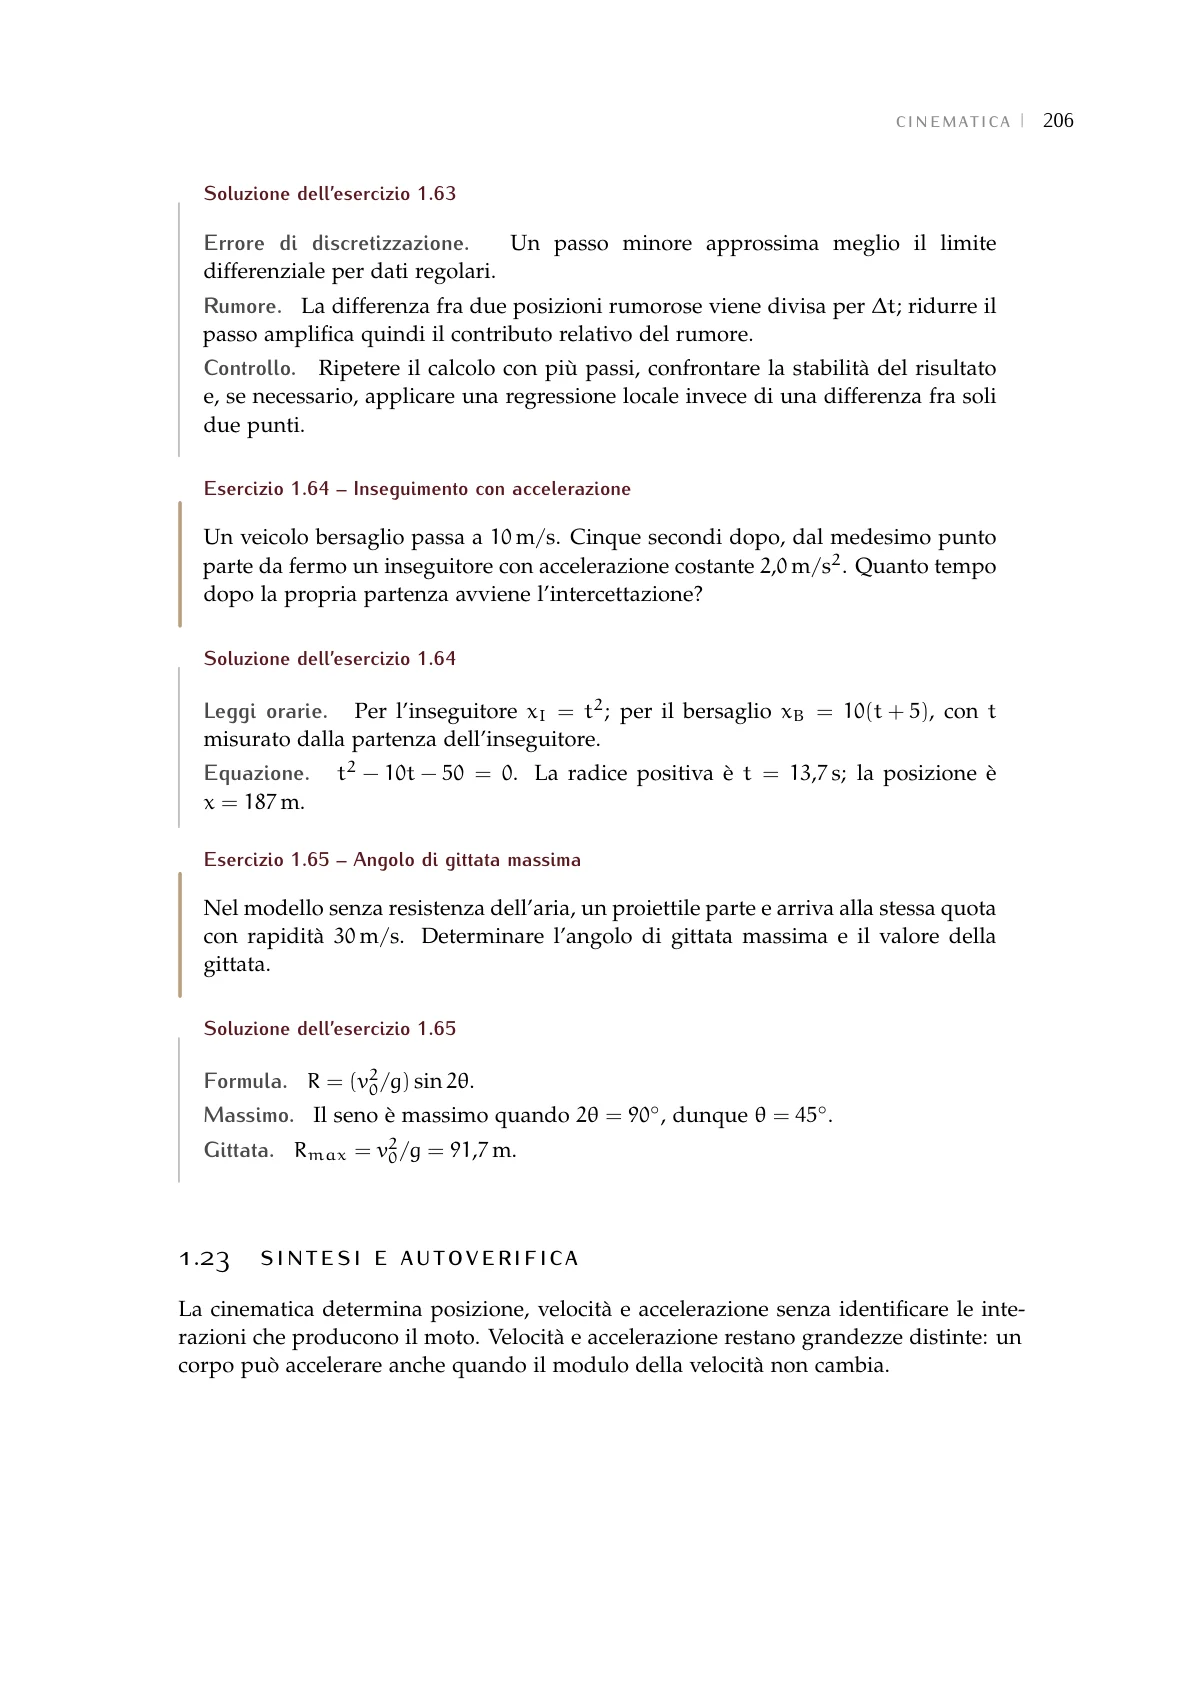 CINEMATICA | 206
Soluzione dell'esercizio 1.63
Errore di discretizzazione. Un passo minore approssima meglio il limite
differenziale per dati regolari.
Rumore. La differenza fra due posizioni rumorose viene divisa per Δt; ridurre il
passo amplifica quindi il contributo relativo del rumore.
Controllo. Ripetere il calcolo con più passi, confrontare la stabilità del risultato
e, se necessario, applicare una regressione locale invece di una differenza fra soli
due punti.
Esercizio 1.64 – Inseguimento con accelerazione
Un veicolo bersaglio passa a 10 m/s. Cinque secondi dopo, dal medesimo punto
parte da fermo un inseguitore con accelerazione costante 2,0 m/s². Quanto tempo
dopo la propria partenza avviene l'intercettazione?
Soluzione dell'esercizio 1.64
Leggi orarie. Per l'inseguitore x_I = t²; per il bersaglio x_B = 10(t + 5), con t
misurato dalla partenza dell'inseguitore.
Equazione. t² − 10t − 50 = 0. La radice positiva è t = 13,7 s; la posizione è
x = 187 m.
Esercizio 1.65 – Angolo di gittata massima
Nel modello senza resistenza dell'aria, un proiettile parte e arriva alla stessa quota
con rapidità 30 m/s. Determinare l'angolo di gittata massima e il valore della
gittata.
Soluzione dell'esercizio 1.65
Formula. R = (v₀²/g) sin 2θ.
Massimo. Il seno è massimo quando 2θ = 90°, dunque θ = 45°.
Gittata. R_max = v₀²/g = 91,7 m.
1.23 SINTESI E AUTOVERIFICA
La cinematica determina posizione, velocità e accelerazione senza identificare le inte-
razioni che producono il moto. Velocità e accelerazione restano grandezze distinte: un
corpo può accelerare anche quando il modulo della velocità non cambia.